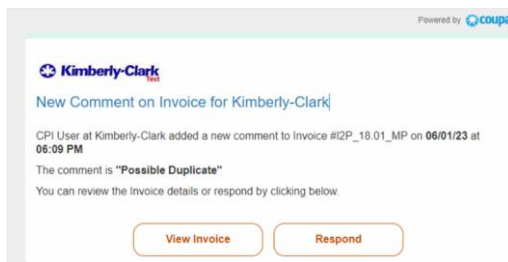 Powered by coupa
Kimberly-Clark
Test
New Comment on Invoice for Kimberly-Clark
CPI User at Kimberly-Clark added a new comment to Invoice #I2P_18.01_MP on 06/01/23 at
06:09 PM
The comment is "Possible Duplicate"
You can review the Invoice details or respond by clicking below.
View Invoice Respond